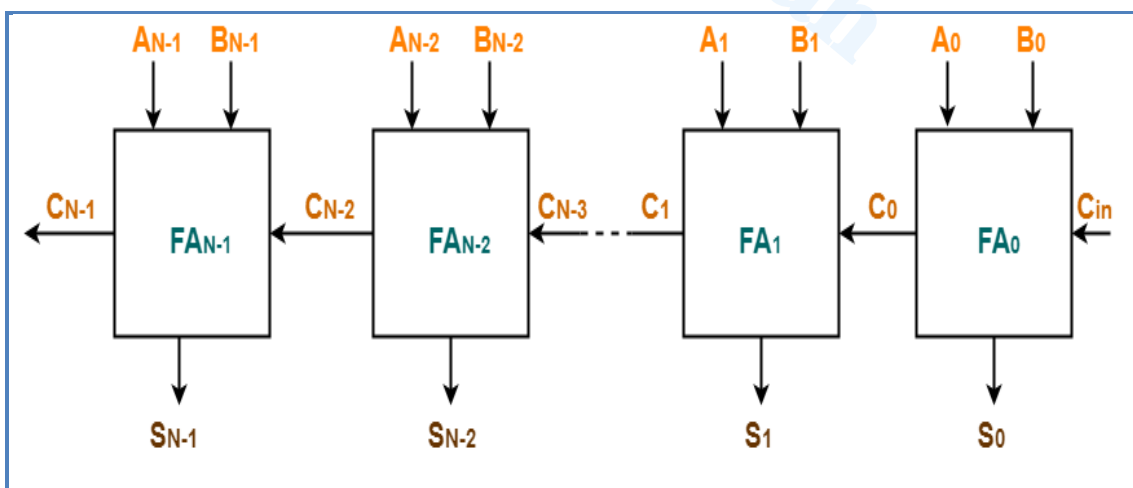 AN-1 BN-1 AN-2 BN-2 A1 B1 A0 B0
CN-1 CN-2 CN-3 C1 C0 Cin
FAN-1 FAN-2 FA1 FA0
SN-1 SN-2 S1 S0